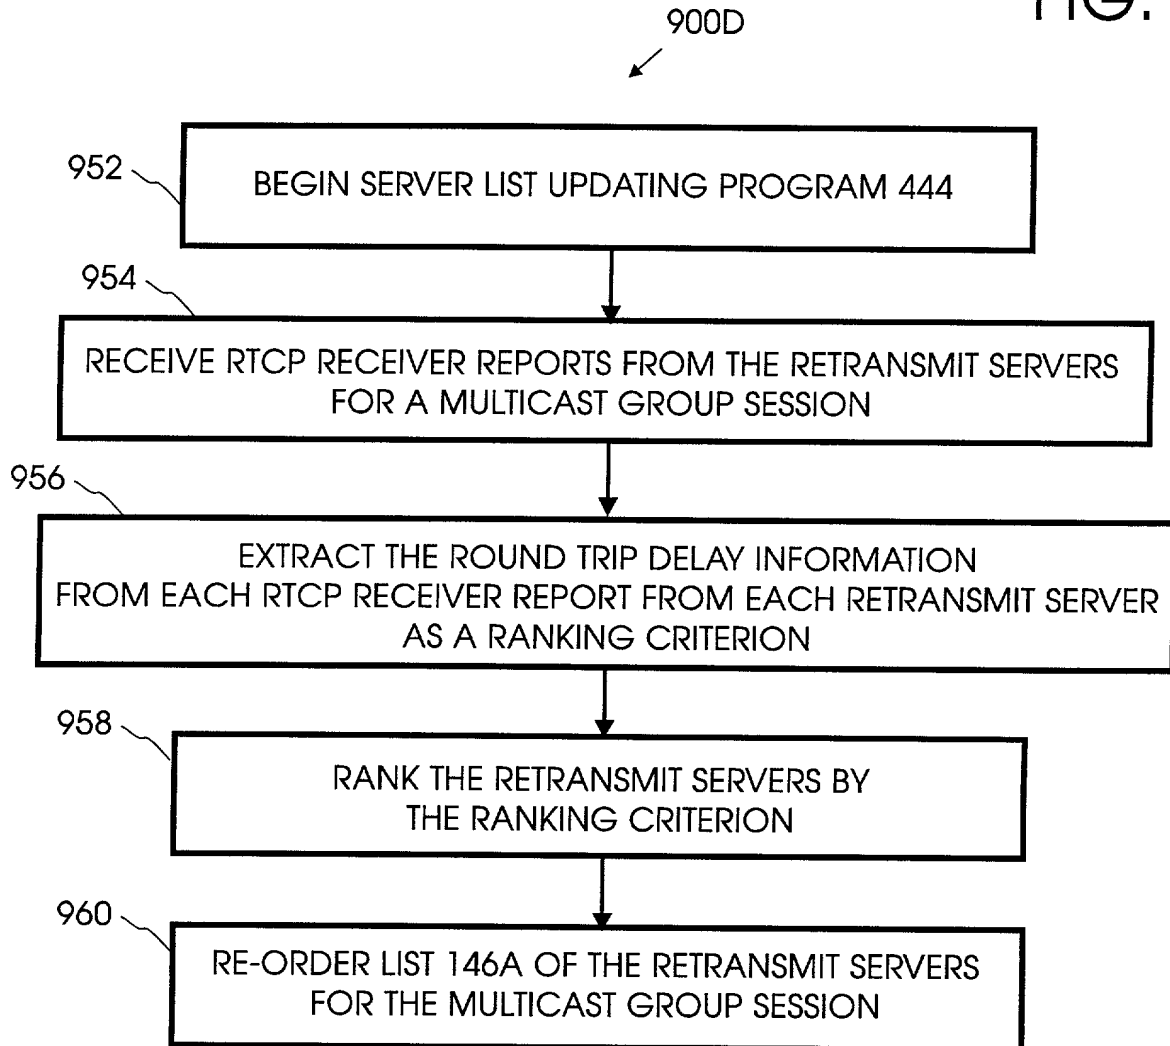 FIG.
900D
952
BEGIN SERVER LIST UPDATING PROGRAM 444
954
RECEIVE RTCP RECEIVER REPORTS FROM THE RETRANSMIT SERVERS
FOR A MULTICAST GROUP SESSION
956
EXTRACT THE ROUND TRIP DELAY INFORMATION
FROM EACH RTCP RECEIVER REPORT FROM EACH RETRANSMIT SERVER
AS A RANKING CRITERION
958
RANK THE RETRANSMIT SERVERS BY
THE RANKING CRITERION
960
RE-ORDER LIST 146A OF THE RETRANSMIT SERVERS
FOR THE MULTICAST GROUP SESSION